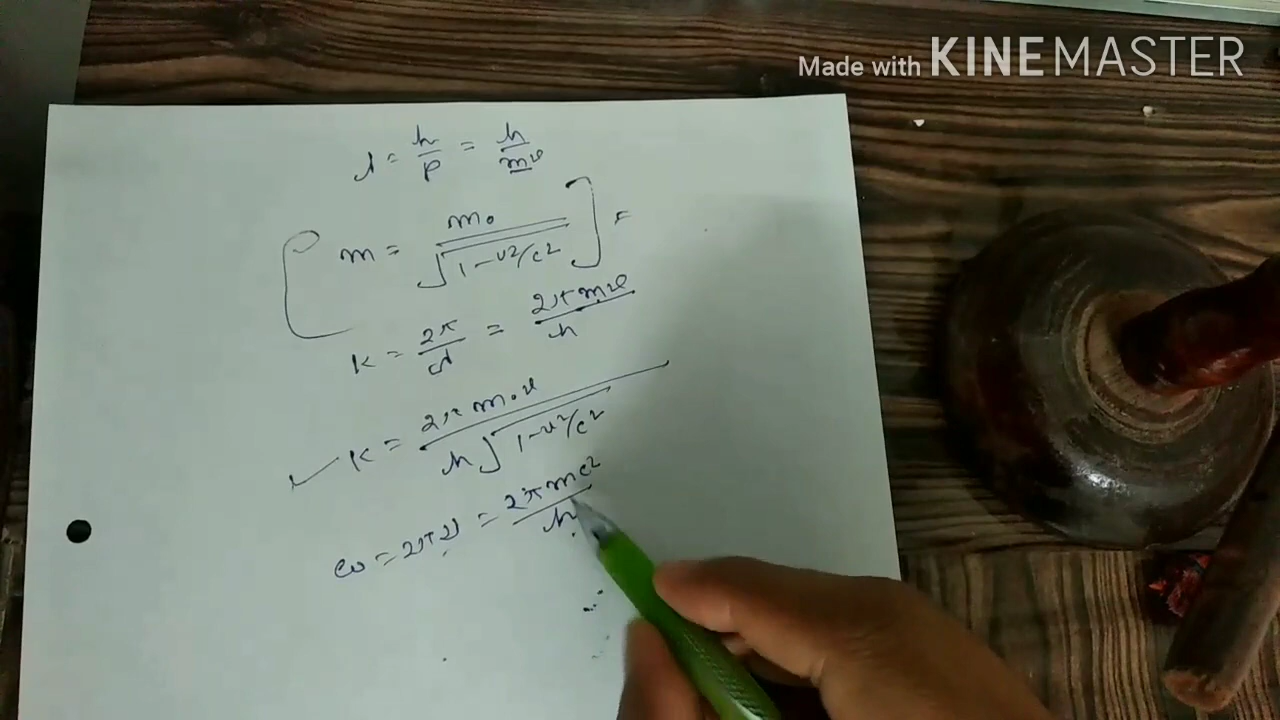 Made with KINEMASTER
λ = h/p = h/mv
[ m = m₀/√(1-v²/c²) ] =
K = 2π/λ = 2πmv/h
✓ K = 2πm₀v/(h√(1-v²/c²))
ω = 2πν = 2πmc²/h